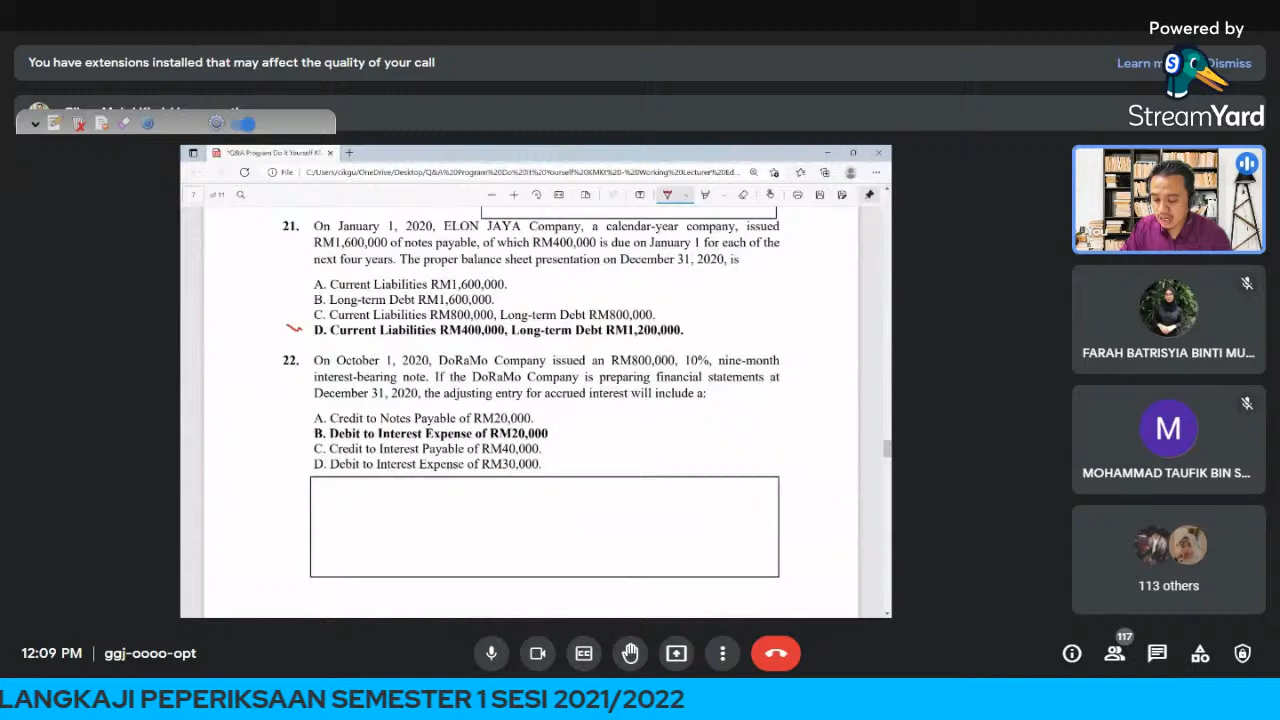 Powered by
StreamYard
You have extensions installed that may affect the quality of your call
Dismiss
*Q&A Program Do It Yourself K
File
7 of 11
21. On January 1, 2020, ELON JAYA Company, a calendar-year company, issued
RM1,600,000 of notes payable, of which RM400,000 is due on January 1 for each of the
next four years. The proper balance sheet presentation on December 31, 2020, is
A. Current Liabilities RM1,600,000.
B. Long-term Debt RM1,600,000.
C. Current Liabilities RM800,000, Long-term Debt RM800,000.
D. Current Liabilities RM400,000, Long-term Debt RM1,200,000.
22. On October 1, 2020, DoRaMo Company issued an RM800,000, 10%, nine-month
interest-bearing note. If the DoRaMo Company is preparing financial statements at
December 31, 2020, the adjusting entry for accrued interest will include a:
A. Credit to Notes Payable of RM20,000.
B. Debit to Interest Expense of RM20,000
C. Credit to Interest Payable of RM40,000.
D. Debit to Interest Expense of RM30,000.
You
FARAH BATRISYIA BINTI MU...
M
MOHAMMAD TAUFIK BIN S...
113 others
12:09 PM | ggj-oooo-opt
117
LANGKAJI PEPERIKSAAN SEMESTER 1 SESI 2021/2022